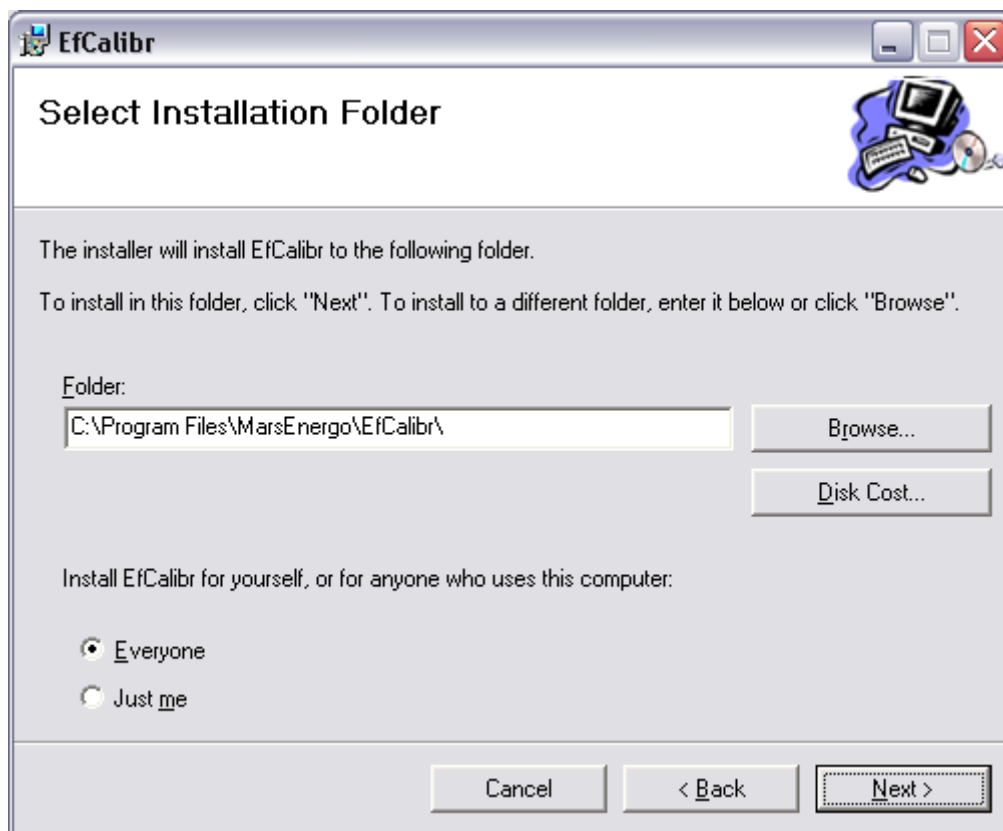 EfCalibr
Select Installation Folder
The installer will install EfCalibr to the following folder.
To install in this folder, click "Next". To install to a different folder, enter it below or click "Browse".
Folder:
C:\Program Files\MarsEnergo\EfCalibr\
Browse...
Disk Cost...
Install EfCalibr for yourself, or for anyone who uses this computer:
Everyone
Just me
Cancel
< Back
Next >